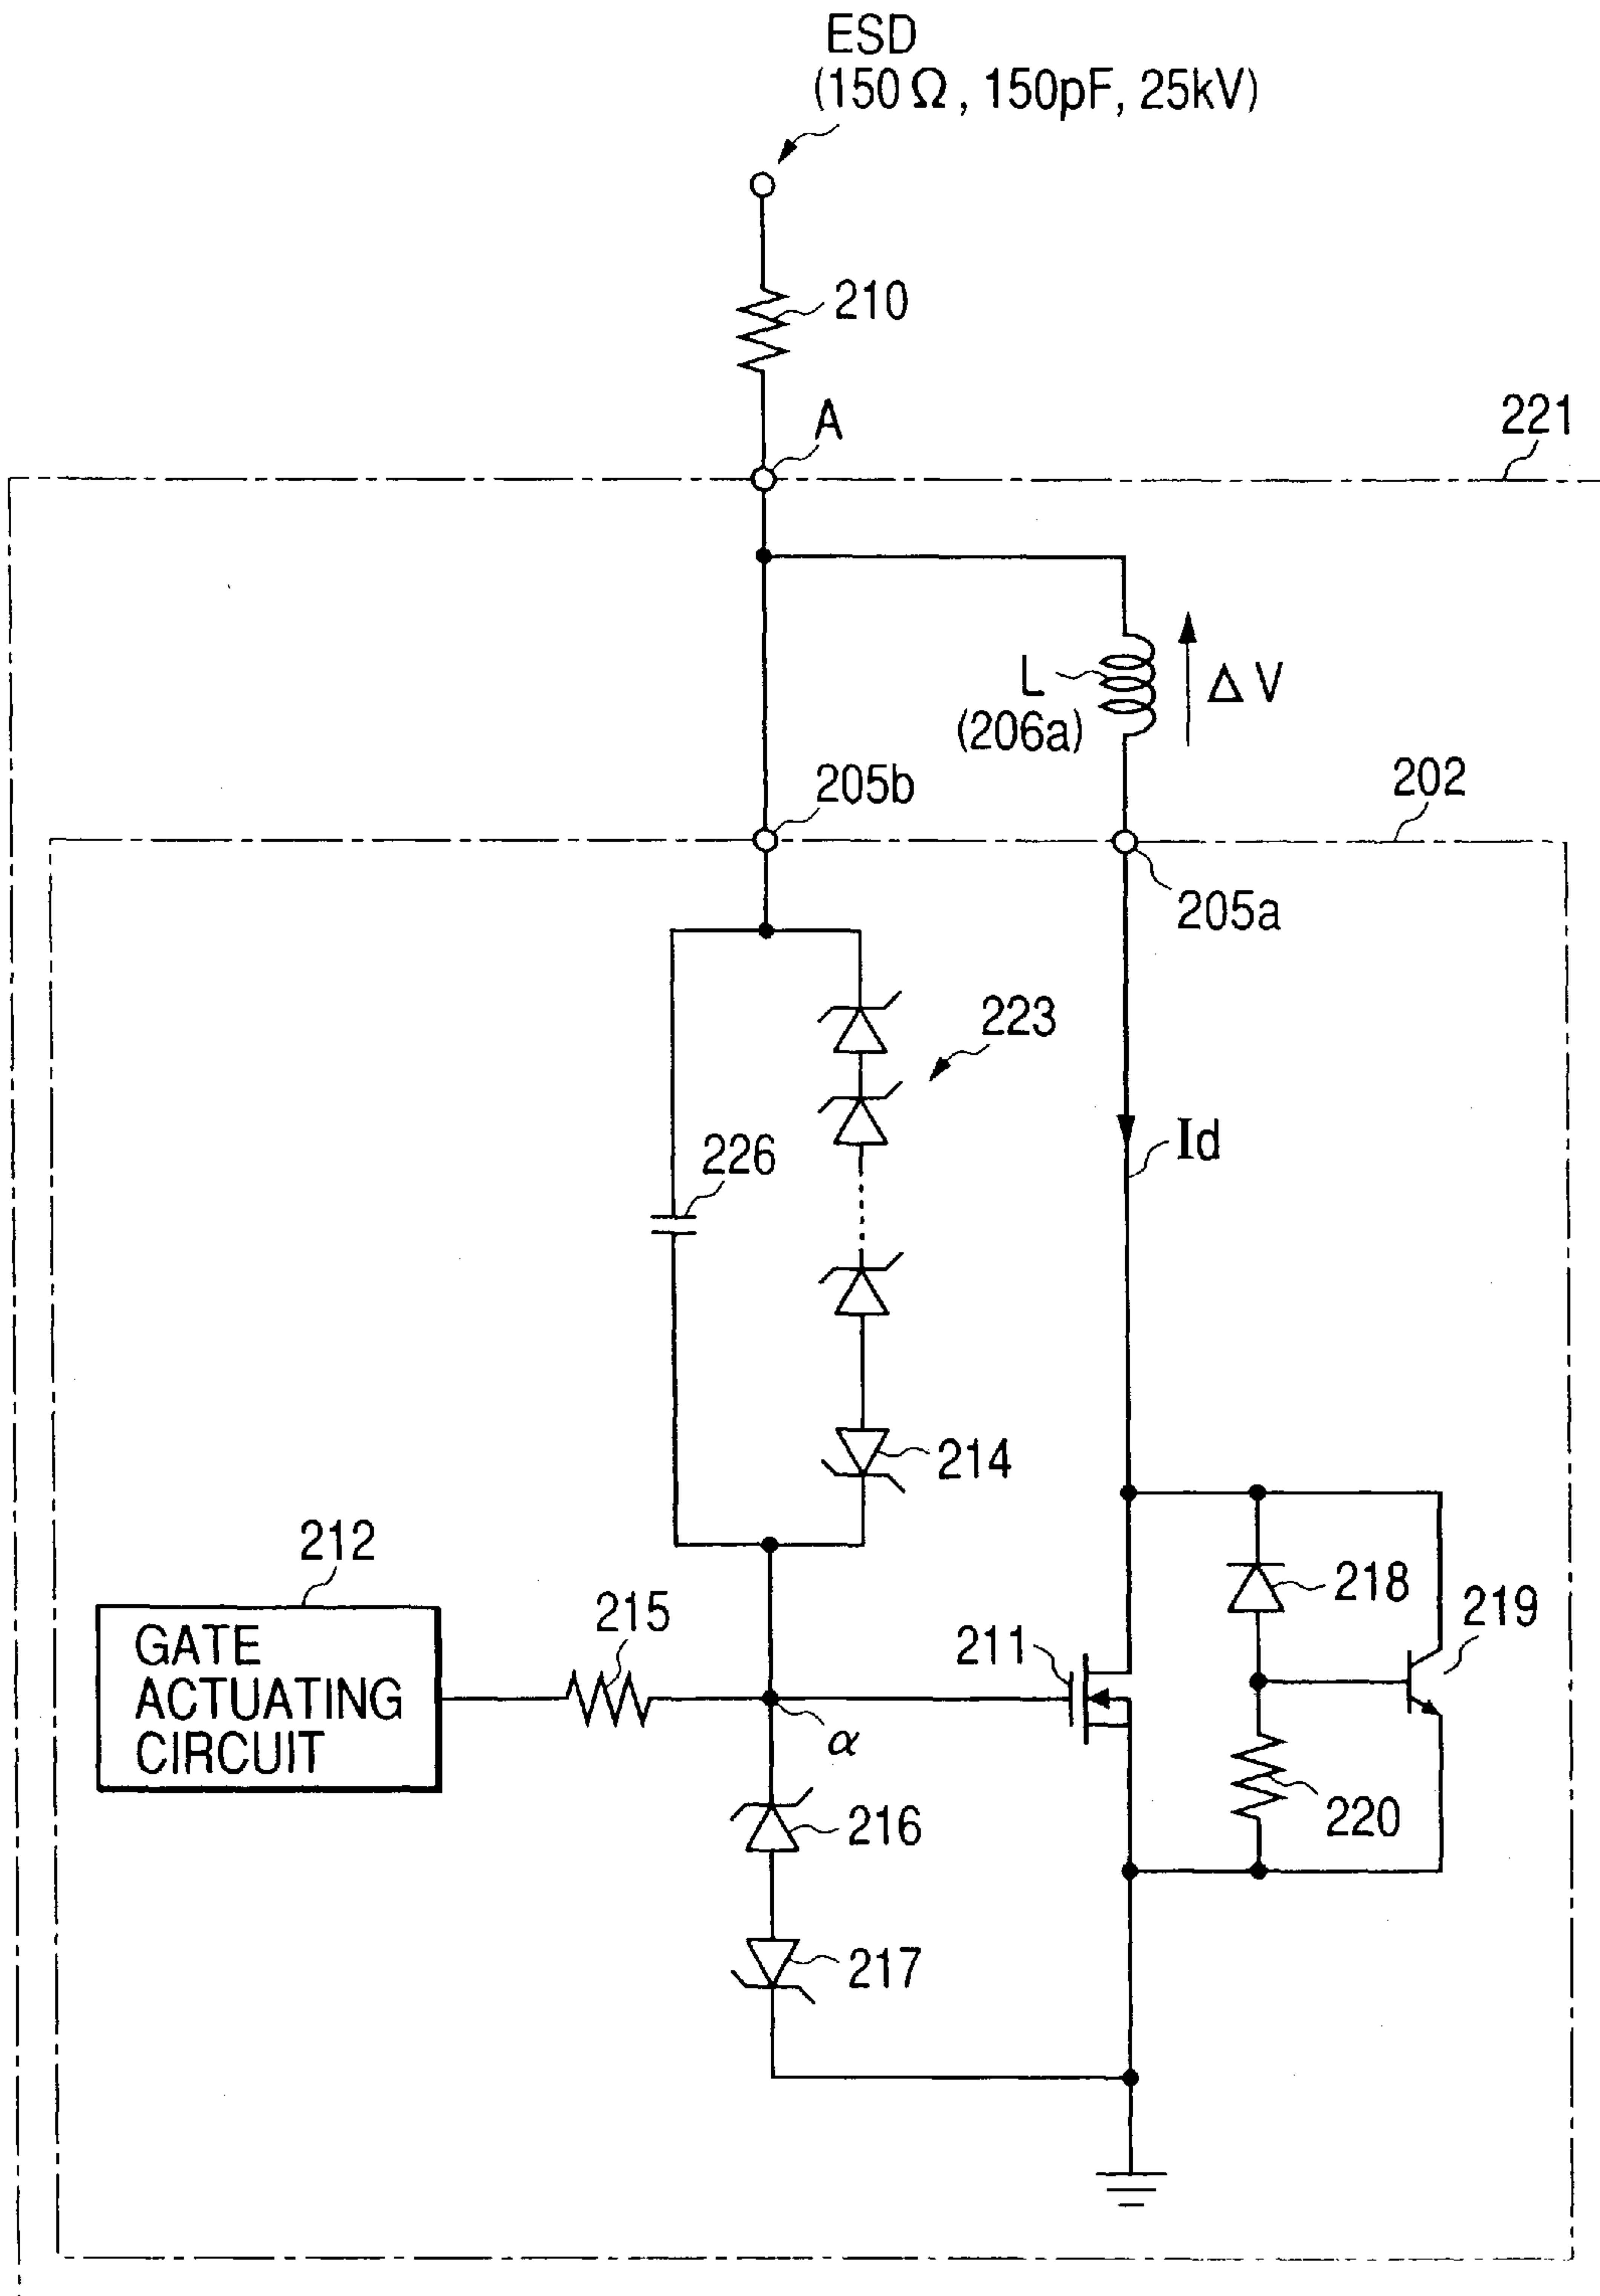 ESD
(150Ω, 150pF, 25kV)
210
A
221
L
(206a)
ΔV
205b
202
205a
223
226
Id
214
212
GATE
ACTUATING
CIRCUIT
215
α
211
218
219
216
220
217